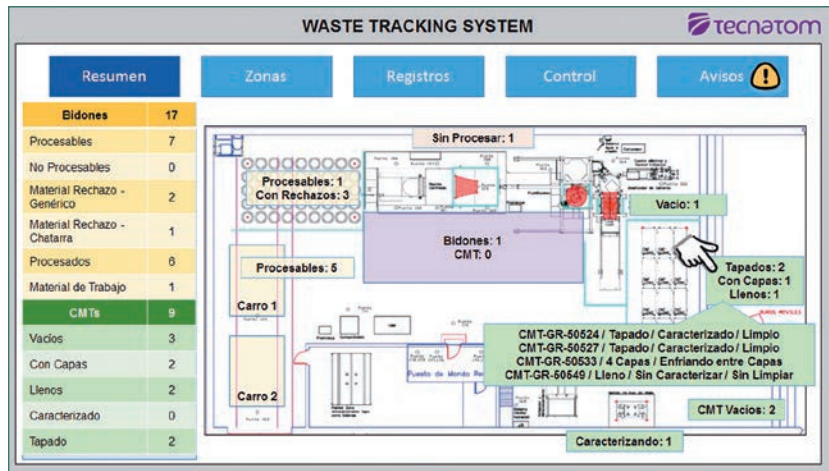 WASTE TRACKING SYSTEM
tecnatom
Resumen
Zonas
Registros
Control
Avisos
Bidones 17
Procesables 7
No Procesables 0
Material Rechazo -
Genérico 2
Material Rechazo -
Chatarra 1
Procesados 6
Material de Trabajo 1
CMTs 9
Vacíos 3
Con Capas 2
Llenos 2
Caracterizado 0
Tapado 2
Sin Procesar: 1
Procesables: 1
Con Rechazos: 3
Vacio: 1
Bidones: 1
CMT: 0
Procesables: 5
Tapados: 2
Con Capas: 1
Llenos: 1
Carro 1
CMT-GR-50524 / Tapado / Caracterizado / Limpio
CMT-GR-50527 / Tapado / Caracterizado / Limpio
CMT-GR-50533 / 4 Capas / Enfriando entre Capas
CMT-GR-50549 / Lleno / Sin Caracterizar / Sin Limpiar
Puesto de Mando
Carro 2
CMT Vacios: 2
Caracterizando: 1